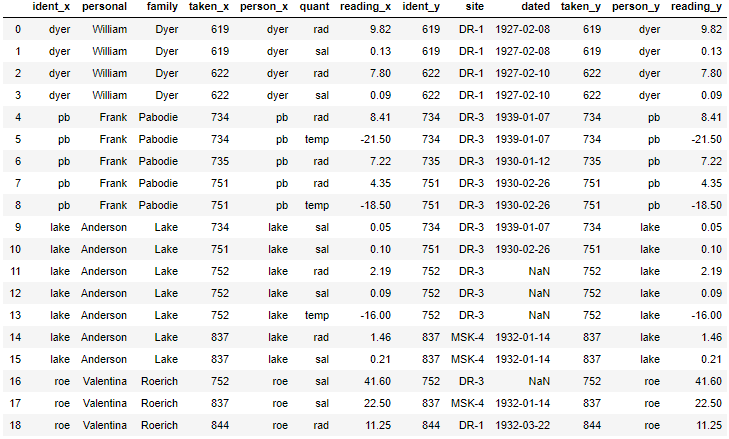 ident_x personal family taken_x person_x quant reading_x ident_y site dated taken_y person_y reading_y
0 dyer William Dyer 619 dyer rad 9.82 619 DR-1 1927-02-08 619 dyer 9.82
1 dyer William Dyer 619 dyer sal 0.13 619 DR-1 1927-02-08 619 dyer 0.13
2 dyer William Dyer 622 dyer rad 7.80 622 DR-1 1927-02-10 622 dyer 7.80
3 dyer William Dyer 622 dyer sal 0.09 622 DR-1 1927-02-10 622 dyer 0.09
4 pb Frank Pabodie 734 pb rad 8.41 734 DR-3 1939-01-07 734 pb 8.41
5 pb Frank Pabodie 734 pb temp -21.50 734 DR-3 1939-01-07 734 pb -21.50
6 pb Frank Pabodie 735 pb rad 7.22 735 DR-3 1930-01-12 735 pb 7.22
7 pb Frank Pabodie 751 pb rad 4.35 751 DR-3 1930-02-26 751 pb 4.35
8 pb Frank Pabodie 751 pb temp -18.50 751 DR-3 1930-02-26 751 pb -18.50
9 lake Anderson Lake 734 lake sal 0.05 734 DR-3 1939-01-07 734 lake 0.05
10 lake Anderson Lake 751 lake sal 0.10 751 DR-3 1930-02-26 751 lake 0.10
11 lake Anderson Lake 752 lake rad 2.19 752 DR-3 NaN 752 lake 2.19
12 lake Anderson Lake 752 lake sal 0.09 752 DR-3 NaN 752 lake 0.09
13 lake Anderson Lake 752 lake temp -16.00 752 DR-3 NaN 752 lake -16.00
14 lake Anderson Lake 837 lake rad 1.46 837 MSK-4 1932-01-14 837 lake 1.46
15 lake Anderson Lake 837 lake sal 0.21 837 MSK-4 1932-01-14 837 lake 0.21
16 roe Valentina Roerich 752 roe sal 41.60 752 DR-3 NaN 752 roe 41.60
17 roe Valentina Roerich 837 roe sal 22.50 837 MSK-4 1932-01-14 837 roe 22.50
18 roe Valentina Roerich 844 roe rad 11.25 844 DR-1 1932-03-22 844 roe 11.25